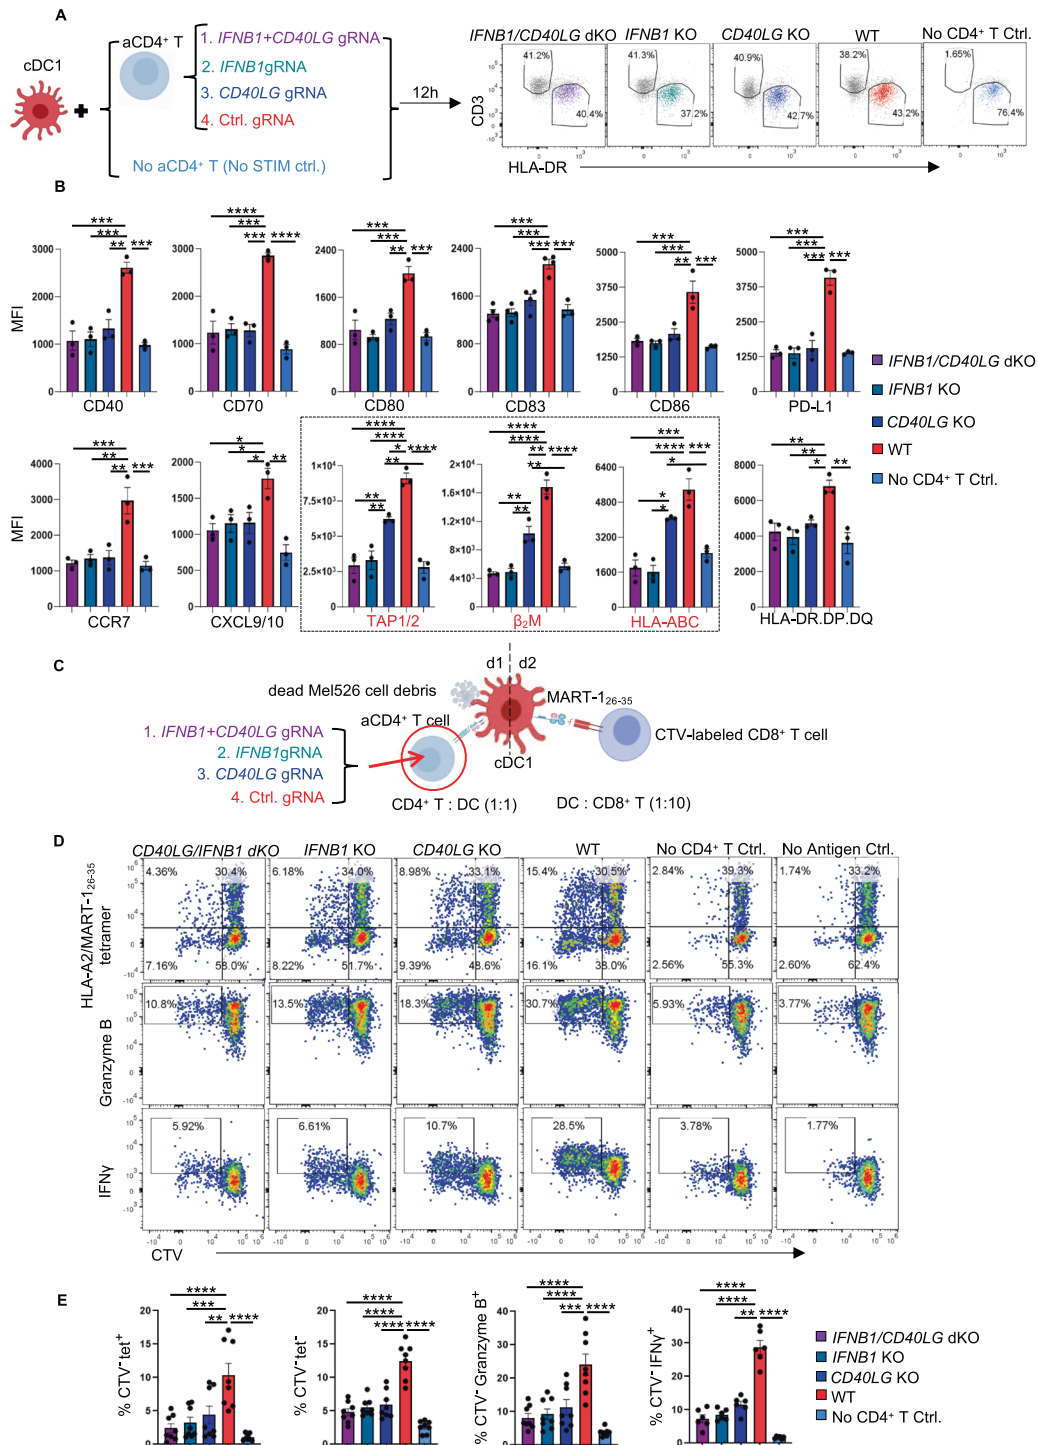 A
cDC1
aCD4⁺ T
1. IFNB1+CD40LG gRNA
2. IFNB1gRNA
3. CD40LG gRNA
4. Ctrl. gRNA
No aCD4⁺ T (No STIM ctrl.)
12h
IFNB1/CD40LG dKO
IFNB1 KO
CD40LG KO
WT
No CD4⁺ T Ctrl.
41.2%
41.3%
40.9%
38.2%
1.65%
40.4%
37.2%
42.7%
43.2%
76.4%
CD3
HLA-DR
B
MFI
CD40
CD70
CD80
CD83
CD86
PD-L1
IFNB1/CD40LG dKO
IFNB1 KO
CD40LG KO
WT
No CD4⁺ T Ctrl.
MFI
CCR7
CXCL9/10
TAP1/2
β₂M
HLA-ABC
HLA-DR.DP.DQ
C
d1
d2
dead Mel526 cell debris
MART-1₂₆₋₃₅
aCD4⁺ T cell
1. IFNB1+CD40LG gRNA
2. IFNB1gRNA
3. CD40LG gRNA
4. Ctrl. gRNA
CTV-labeled CD8⁺ T cell
cDC1
CD4⁺ T : DC (1:1)
DC : CD8⁺ T (1:10)
D
CD40LG/IFNB1 dKO
IFNB1 KO
CD40LG KO
WT
No CD4⁺ T Ctrl.
No Antigen Ctrl.
HLA-A2/MART-1₂₆₋₃₅
tetramer
4.36% 30.4%
6.18% 34.0%
8.98% 33.1%
15.4% 30.5%
2.84% 39.3%
1.74% 33.2%
7.16% 58.0%
8.22% 51.7%
9.39% 48.6%
16.1% 38.0%
2.56% 55.3%
2.60% 62.4%
Granzyme B
10.8%
13.5%
18.3%
30.7%
5.93%
3.77%
IFNγ
5.92%
6.61%
10.7%
28.5%
3.78%
1.77%
CTV
E
% CTV⁻tet⁺
% CTV⁻tet⁻
% CTV⁻ Granzyme B⁺
% CTV⁻ IFNγ⁺
IFNB1/CD40LG dKO
IFNB1 KO
CD40LG KO
WT
No CD4⁺ T Ctrl.